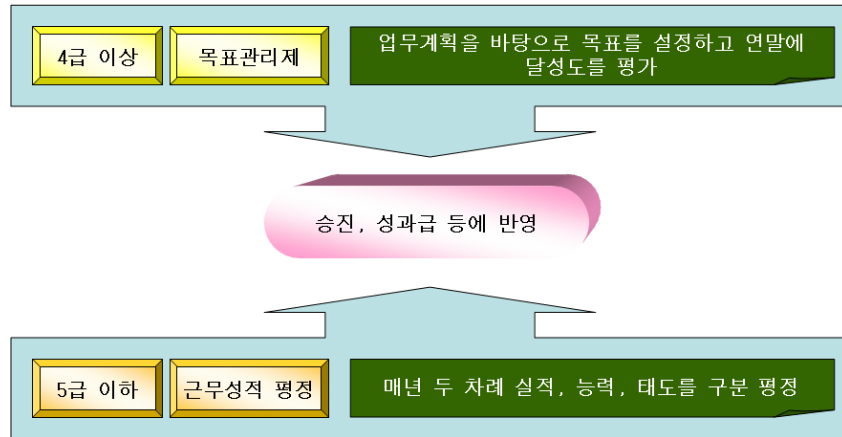 4급 이상
목표관리제
업무계획을 바탕으로 목표를 설정하고 연말에
달성도를 평가
승진, 성과급 등에 반영
5급 이하
근무성적 평정
매년 두 차례 실적, 능력, 태도를 구분 평정